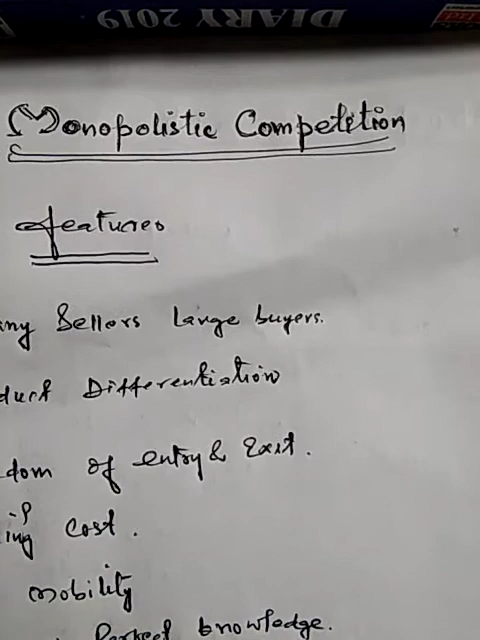 DIARY 2019
Monopolistic Competition
features
ny Sellers Large buyers.
duct Differentiation
dom of entry & Exit.
ing Cost.
mobility
Perfect knowledge.